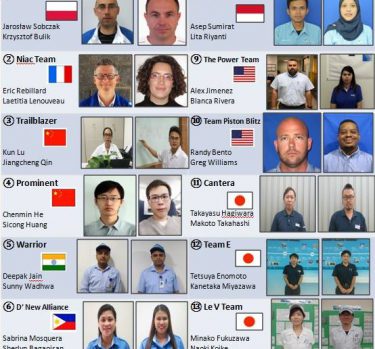 Jarosław Sobczak
Krzysztof Bulik
② Niac Team
Eric Rebillard
Laetitia Lenouveau
③ Trailblazer
Kun Lu
Jiangcheng Qin
④ Prominent
Chenmin He
Sicong Huang
⑤ Warrior
Deepak Jain
Sunny Wadhwa
⑥ D' New Alliance
Sabrina Mosquera
Asep Sumirat
Lita Riyanti
⑨ The Power Team
Alex Jimenez
Blanca Rivera
⑩ Team Piston Blitz
Randy Bento
Greg Williams
⑪ Cantera
Takayasu Hagiwara
Makoto Takahashi
⑫ Team E
Tetsuya Enomoto
Kanetaka Miyazawa
⑬ Le V Team
Minako Fukuzawa
Naoki Koike